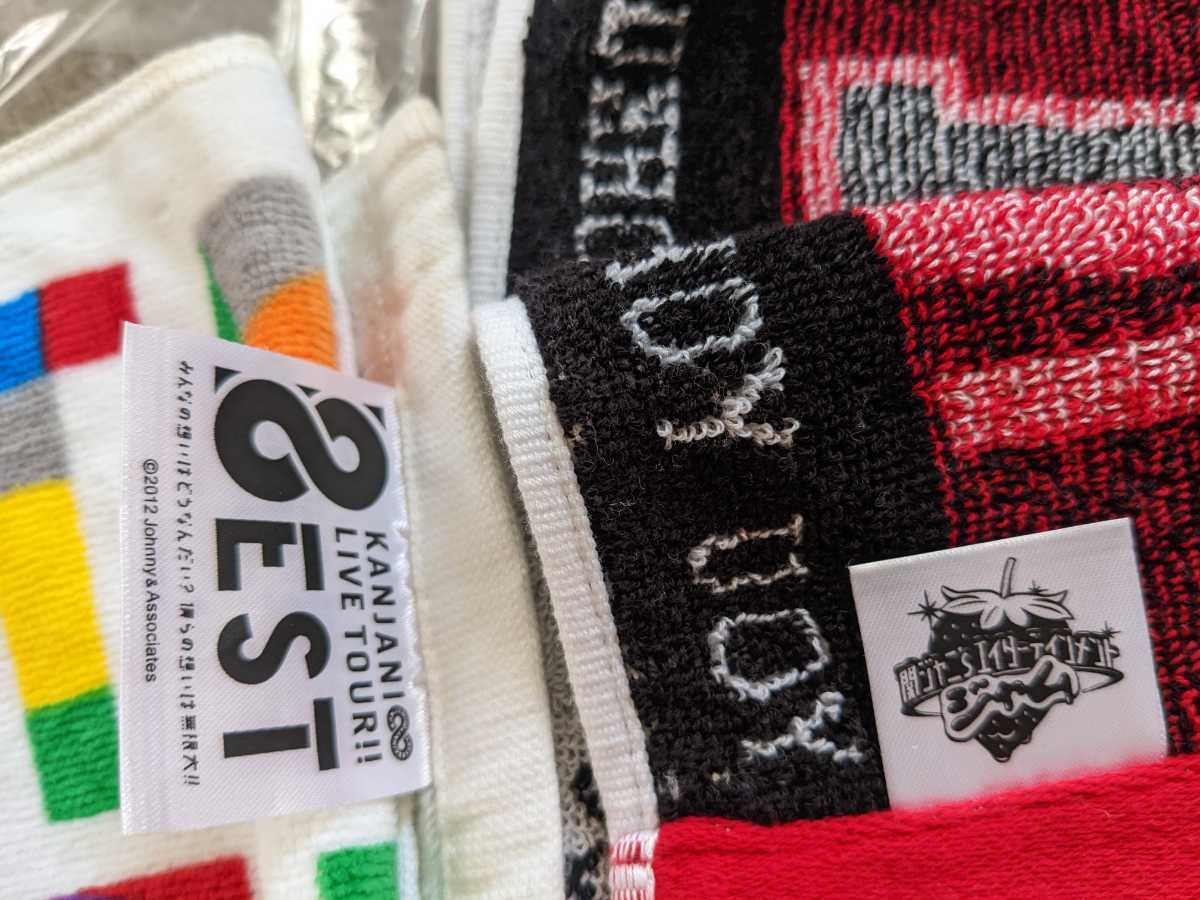 KANJANI∞
LIVE TOUR!!
8EST
みんなの想いはどうなんだい？僕らの想いは無限大!!
©2012 Johnny & Associates
関ジャニ'sエイターテインメント
ジャム